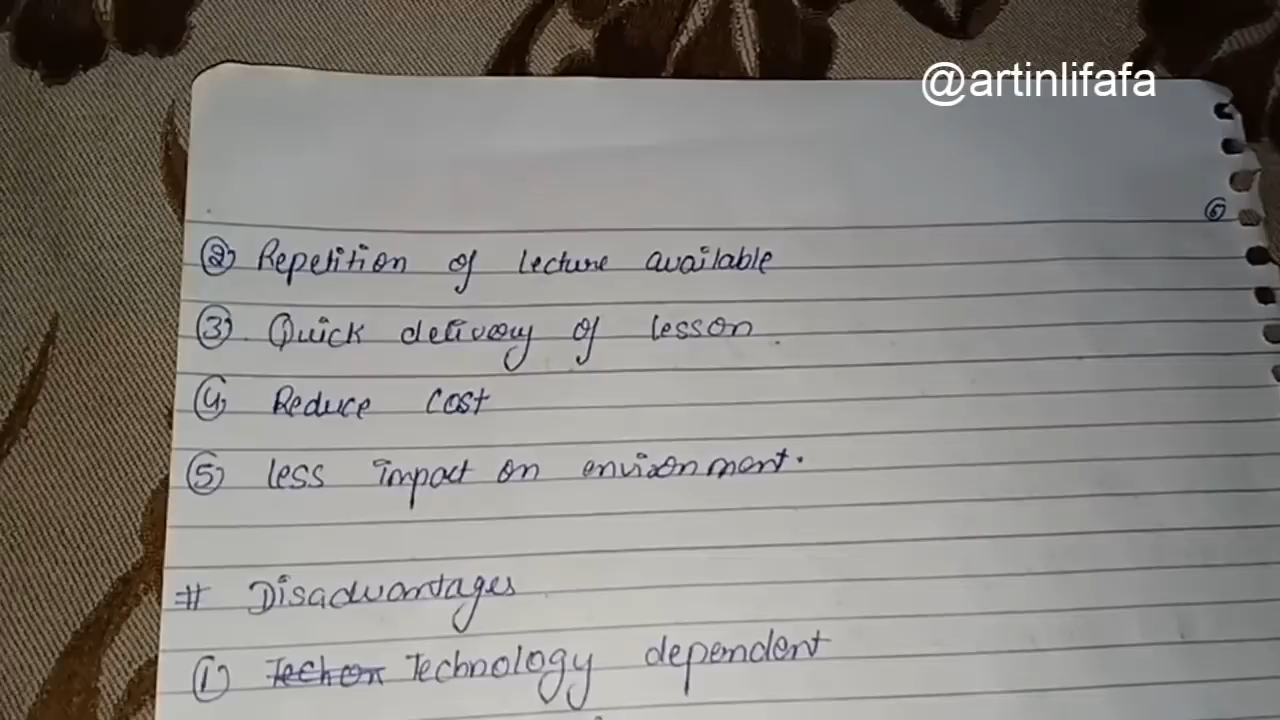 @artinlifafa
⑥
② Repetition of lecture available
③ Quick delivery of lesson
④ Reduce Cost
⑤ less impact on environment.
# Disadvantages
① Techon Technology dependent